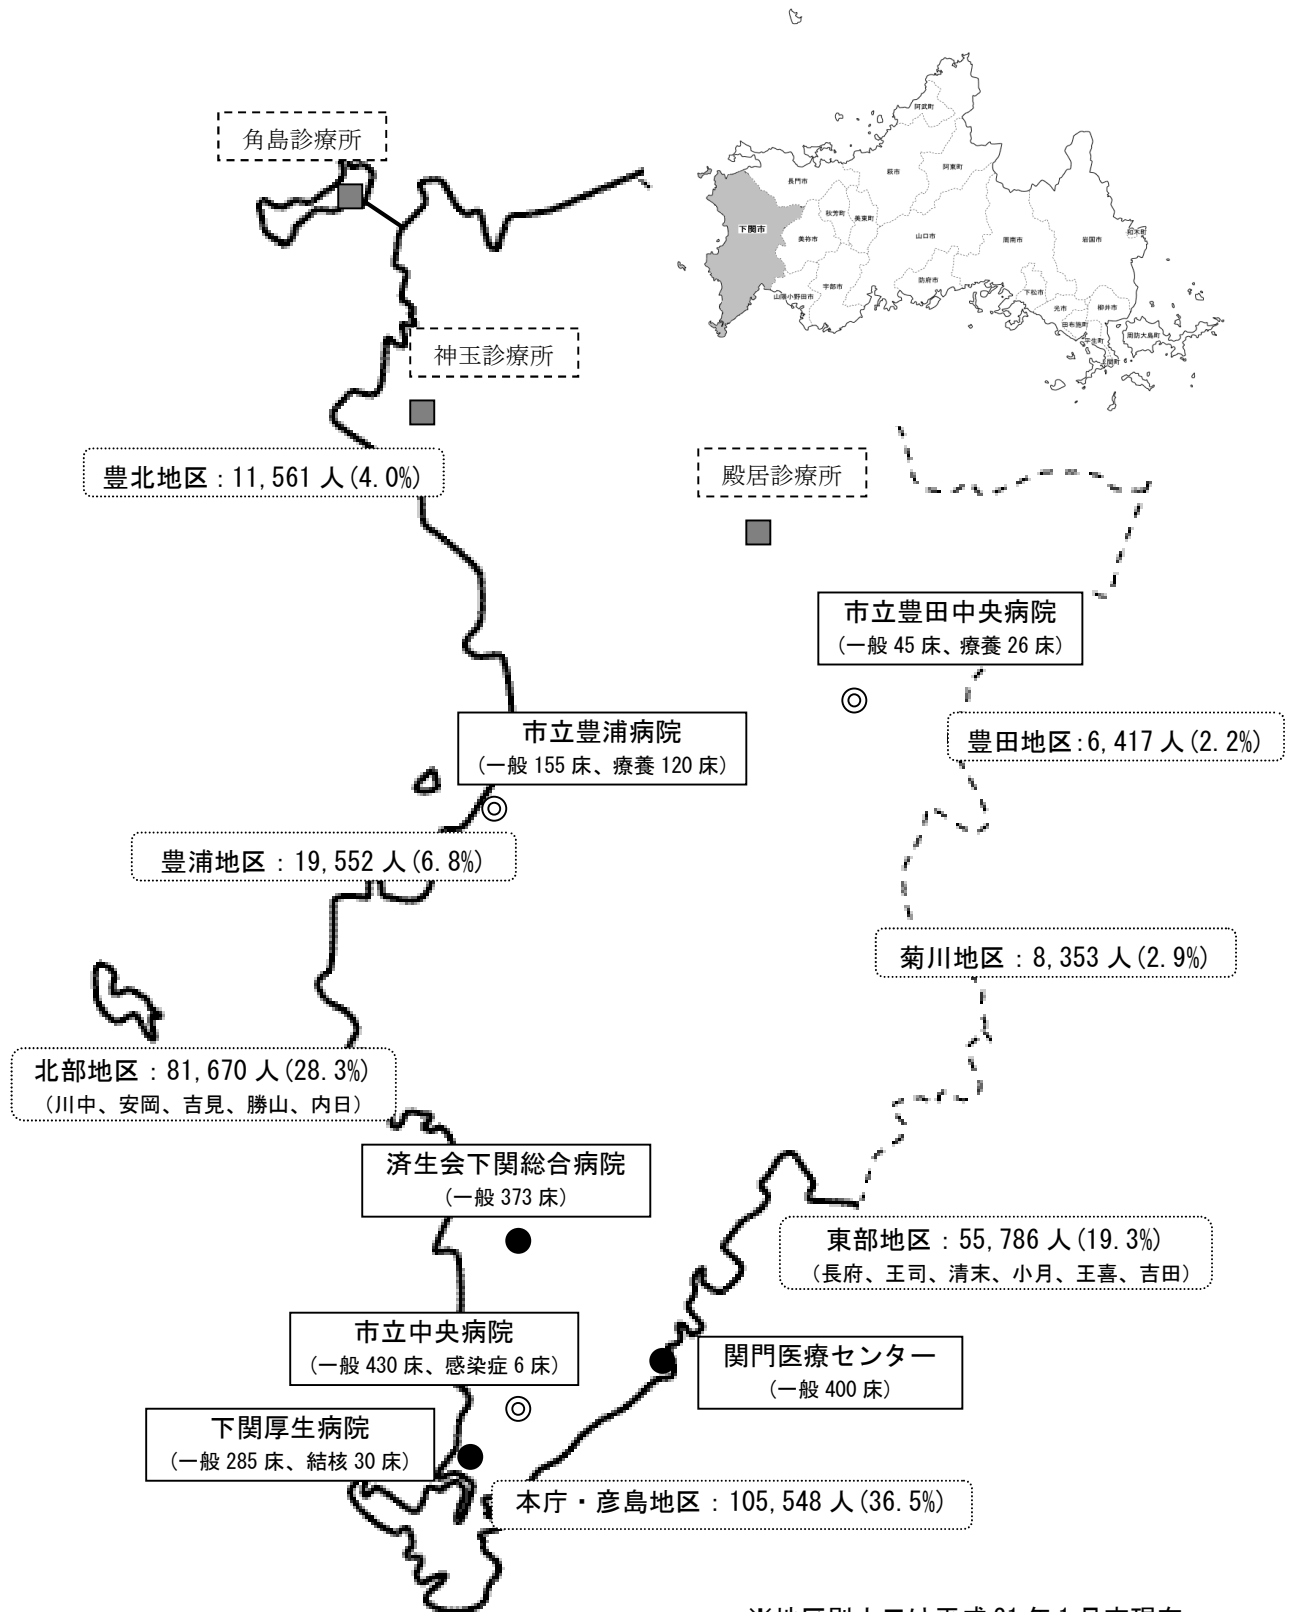 角島診療所
阿武町
萩市
阿東町
長門市
秋芳町
美東町
下関市
美祢市
山口市
周南市
岩国市
和木町
宇部市
防府市
山陽小野田市
下松市
光市
柳井市
田布施町
平生町
周防大島町
上関町
神玉診療所
豊北地区：11,561 人(4.0%)
殿居診療所
市立豊田中央病院
（一般 45 床、療養 26 床）
市立豊浦病院
（一般 155 床、療養 120 床）
豊田地区：6,417 人(2.2%)
豊浦地区：19,552 人(6.8%)
菊川地区：8,353 人(2.9%)
北部地区：81,670 人(28.3%)
（川中、安岡、吉見、勝山、内日）
済生会下関総合病院
（一般 373 床）
東部地区：55,786 人(19.3%)
（長府、王司、清末、小月、王喜、吉田）
市立中央病院
（一般 430 床、感染症 6 床）
関門医療センター
（一般 400 床）
下関厚生病院
（一般 285 床、結核 30 床）
本庁・彦島地区：105,548 人(36.5%)